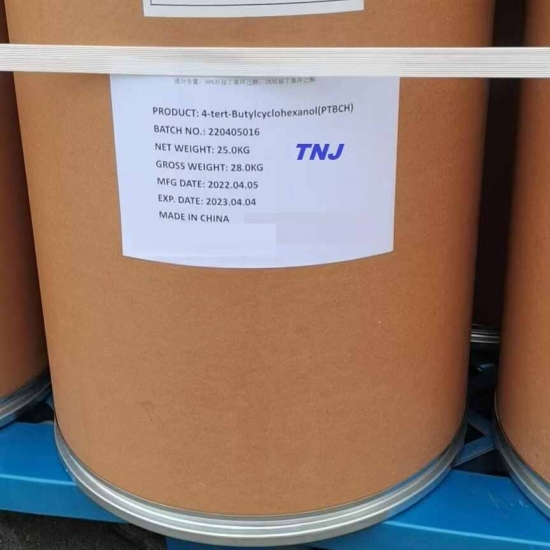 PRODUCT: 4-tert-Butylcyclohexanol(PTBCH)
BATCH NO.: 220405016
NET WEIGHT: 25.0KG
TNJ
GROSS WEIGHT: 28.0KG
MFG DATE: 2022.04.05
EXP. DATE: 2023.04.04
MADE IN CHINA